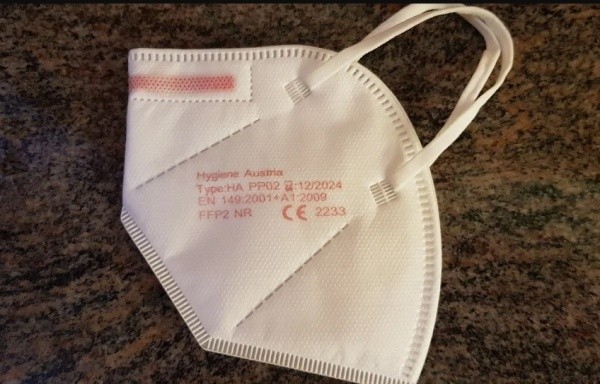 Hygiene Austria
Type:HA PP02 ⌛:12/2024
EN 149:2001+A1:2009
FFP2 NR CE 2233